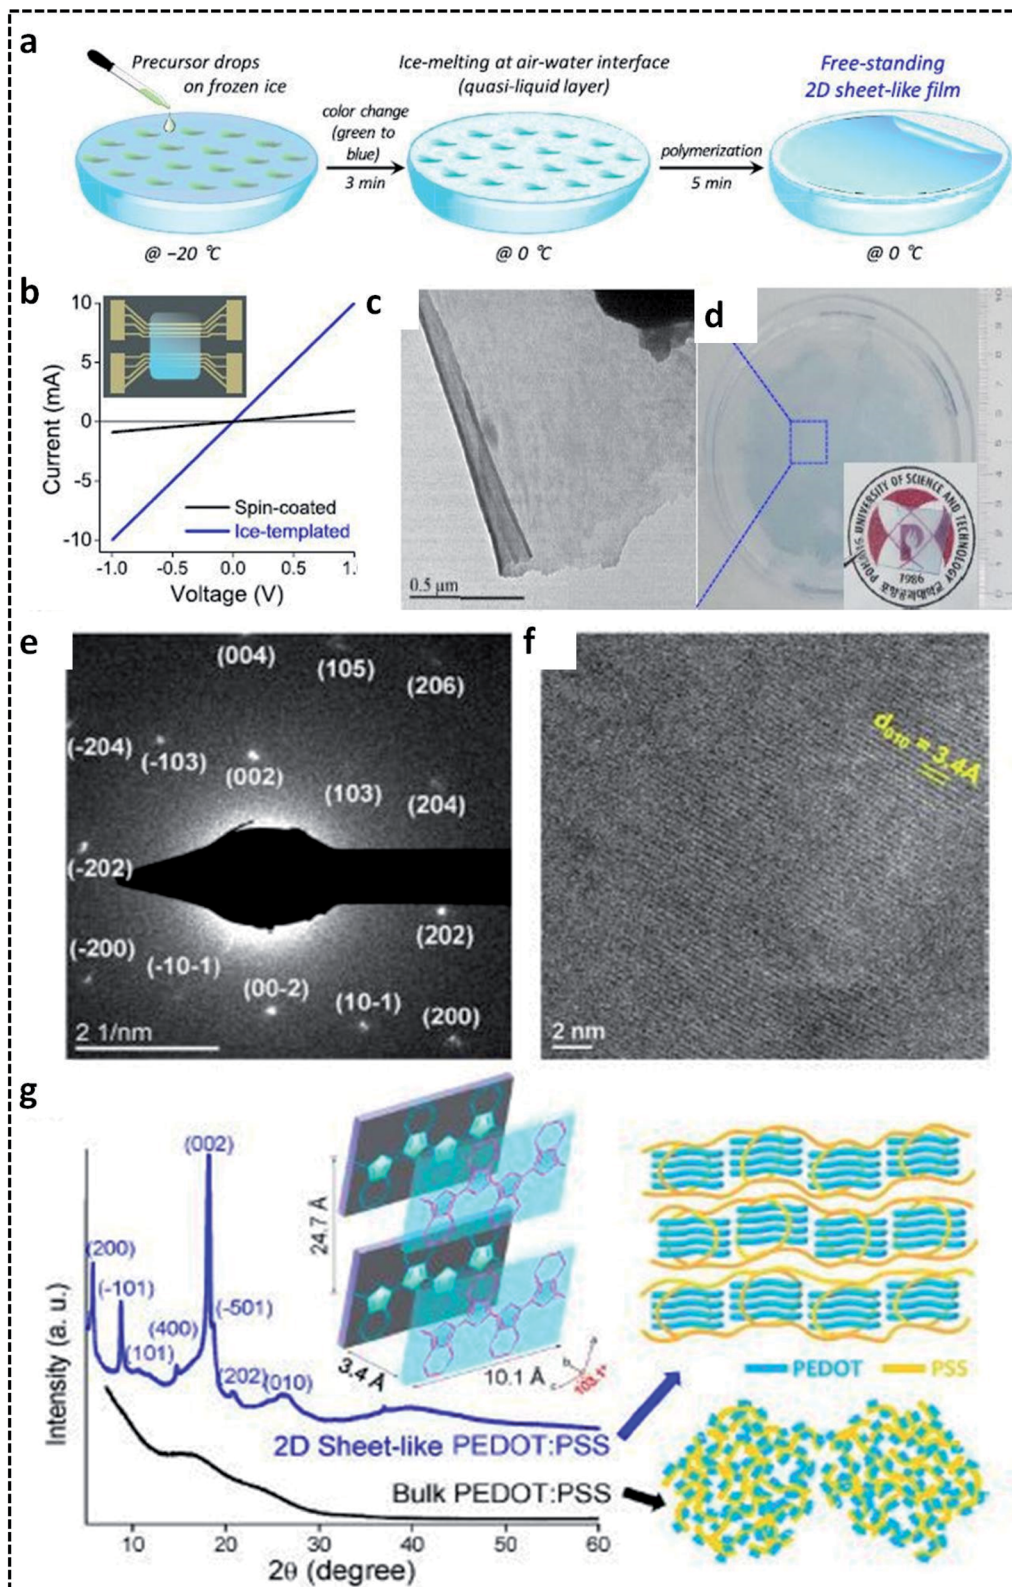 a
Precursor drops
on frozen ice
color change
(green to
blue)
3 min
Ice-melting at air-water interface
(quasi-liquid layer)
polymerization
5 min
Free-standing
2D sheet-like film
@ −20 °C
@ 0 °C
@ 0 °C
b
Current (mA)
10
5
0
-5
-10
Spin-coated
Ice-templated
-1.0
-0.5
0.0
0.5
1.
Voltage (V)
c
0.5 μm
d
POHANG UNIVERSITY OF SCIENCE AND TECHNOLOGY
1986
e
(004)
(105)
(206)
(-204)
(-103)
(002)
(103)
(204)
(-202)
(202)
(-200)
(-10-1)
(00-2)
(10-1)
(200)
2 1/nm
f
d010 = 3.4A
2 nm
g
Intensity (a. u.)
(002)
(200)
(-101)
(-501)
(400)
(101)
(202)
(010)
24.7 Å
3.4 Å
10.1 Å
a
b
c
103.1°
2D Sheet-like PEDOT:PSS
Bulk PEDOT:PSS
10
20
30
40
50
60
2θ (degree)
PEDOT
PSS